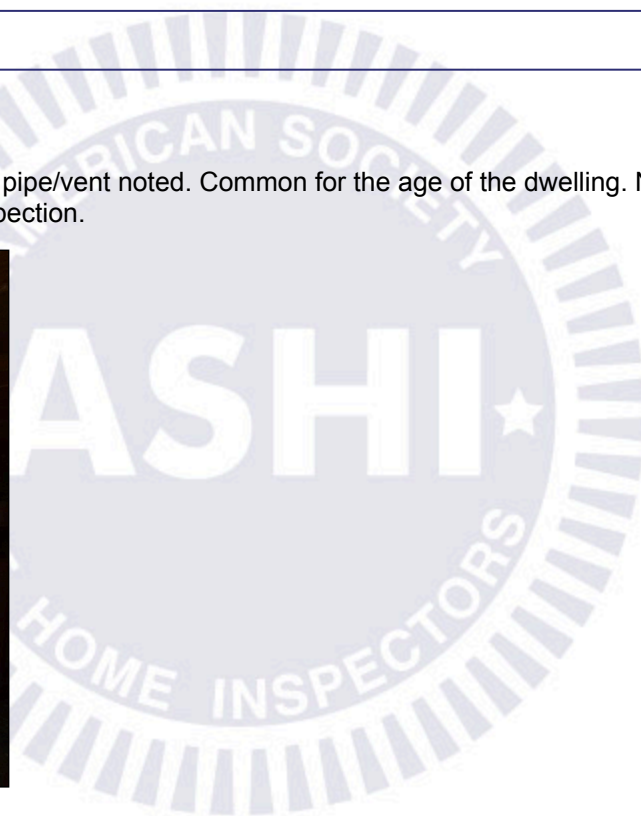 pipe/vent noted. Common for the age of the dwelling.
pection.
AMERICAN SOCIETY
ASHI
HOME INSPECTORS